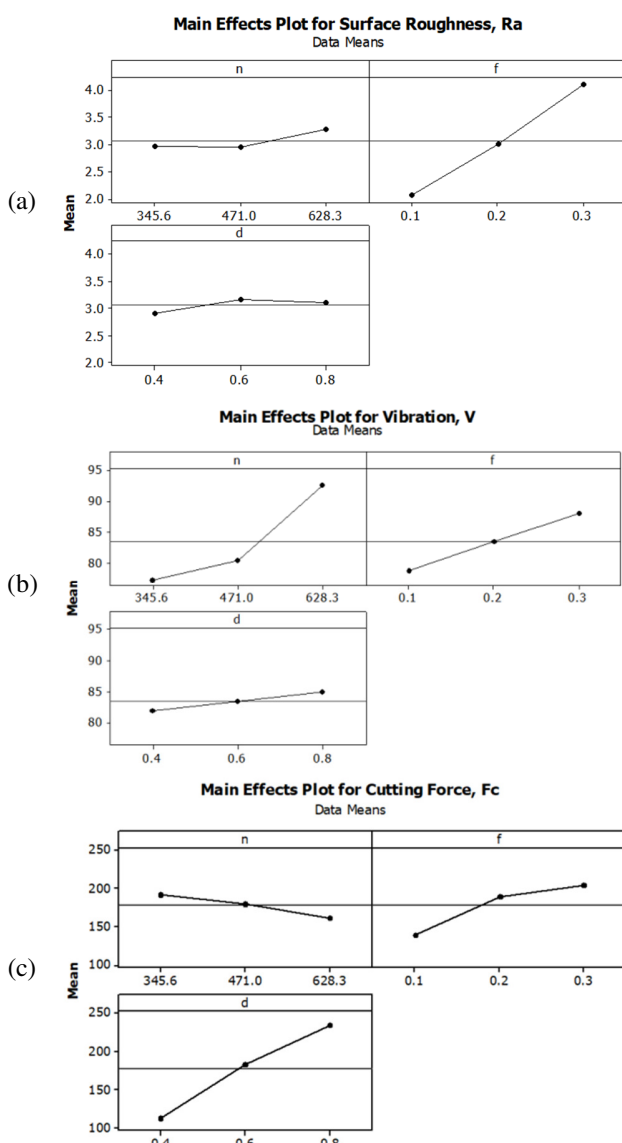 Main Effects Plot for Surface Roughness, Ra
Data Means
n f
4.0
3.5
3.0
2.5
2.0
345.6 471.0 628.3 0.1 0.2 0.3
d
4.0
3.5
3.0
2.5
2.0
0.4 0.6 0.8
Mean
(a)
Main Effects Plot for Vibration, V
Data Means
n f
95
90
85
80
345.6 471.0 628.3 0.1 0.2 0.3
d
95
90
85
80
0.4 0.6 0.8
Mean
(b)
Main Effects Plot for Cutting Force, Fc
Data Means
n f
250
200
150
100
345.6 471.0 628.3 0.1 0.2 0.3
d
250
200
150
100
Mean
(c)